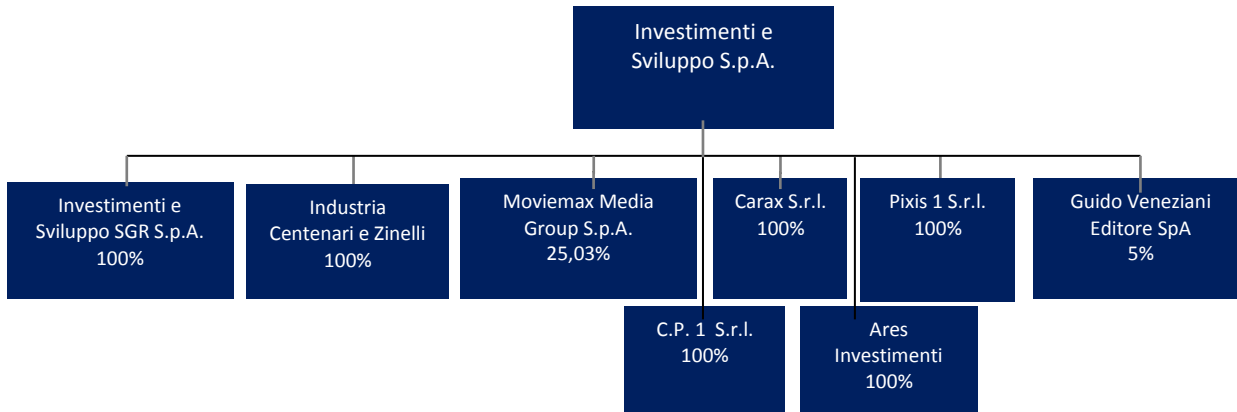 Investimenti e
Sviluppo S.p.A.
Investimenti e
Sviluppo SGR S.p.A.
100%
Industria
Centenari e Zinelli
100%
Moviemax Media
Group S.p.A.
25,03%
Carax S.r.l.
100%
Pixis 1 S.r.l.
100%
Guido Veneziani
Editore SpA
5%
C.P. 1 S.r.l.
100%
Ares
Investimenti
100%